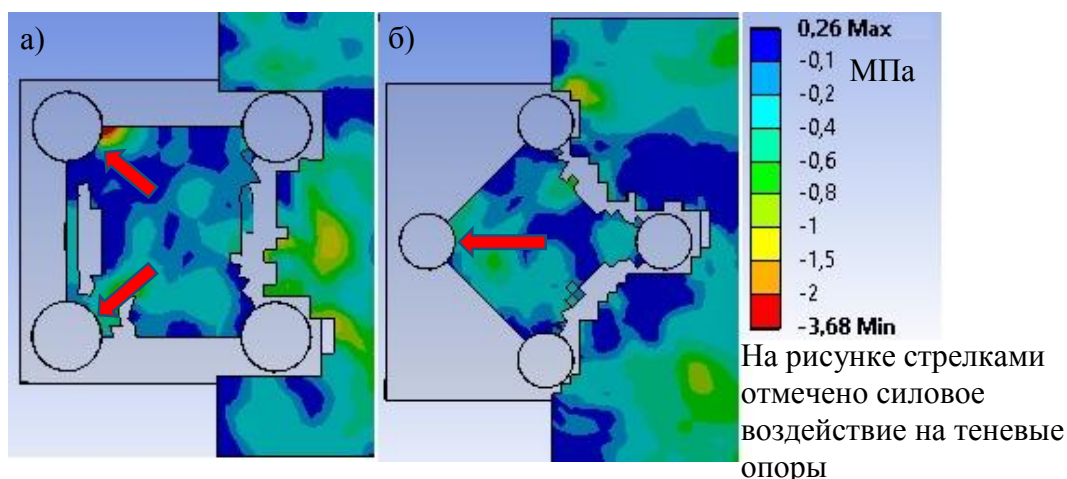 а)
б)
0,26 Max
-0,1
МПа
-0,2
-0,4
-0,6
-0,8
-1
-1,5
-2
-3,68 Min
На рисунке стрелками
отмечено силовое
воздействие на теневые
опоры